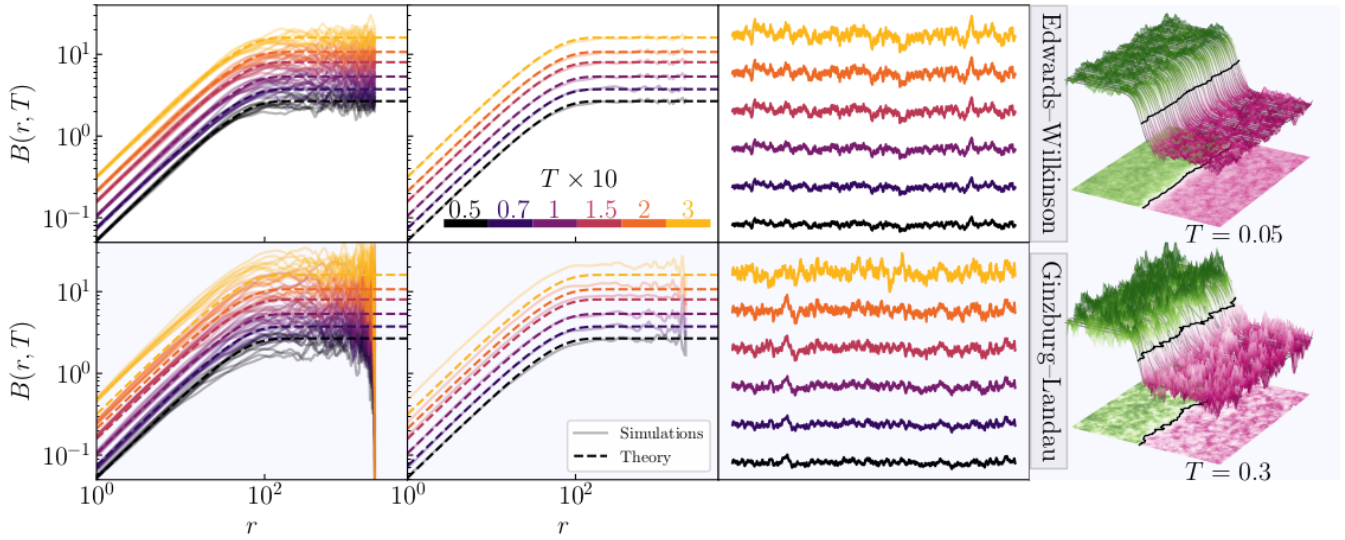 10^1
10^0
10^-1
B(r, T)
T × 10
0.5 0.7 1 1.5 2 3
Edwards–Wilkinson
T = 0.05
10^1
10^0
10^-1
B(r, T)
Simulations
Theory
Ginzburg–Landau
T = 0.3
10^0 10^2 10^0 10^2
r r